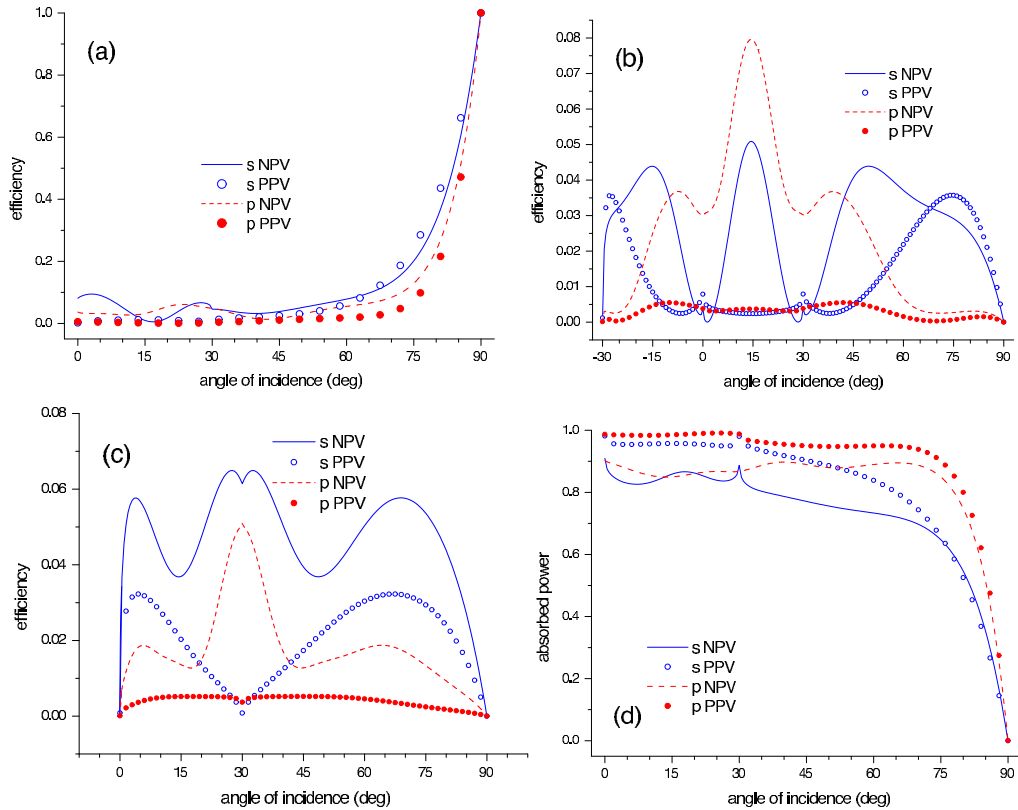 (a)
1.0
0.8
0.6
0.4
0.2
0.0
efficiency
s NPV
s PPV
p NPV
p PPV
0 15 30 45 60 75 90
angle of incidence (deg)
(b)
0.08
0.07
0.06
0.05
0.04
0.03
0.02
0.01
0.00
efficiency
s NPV
s PPV
p NPV
p PPV
-30 -15 0 15 30 45 60 75 90
angle of incidence (deg)
(c)
0.08
0.06
0.04
0.02
0.00
efficiency
s NPV
s PPV
p NPV
p PPV
0 15 30 45 60 75 90
angle of incidence (deg)
1.0
0.8
0.6
0.4
0.2
0.0
absorbed power
s NPV
s PPV
p NPV
p PPV
(d)
0 15 30 45 60 75 90
angle of incidence (deg)